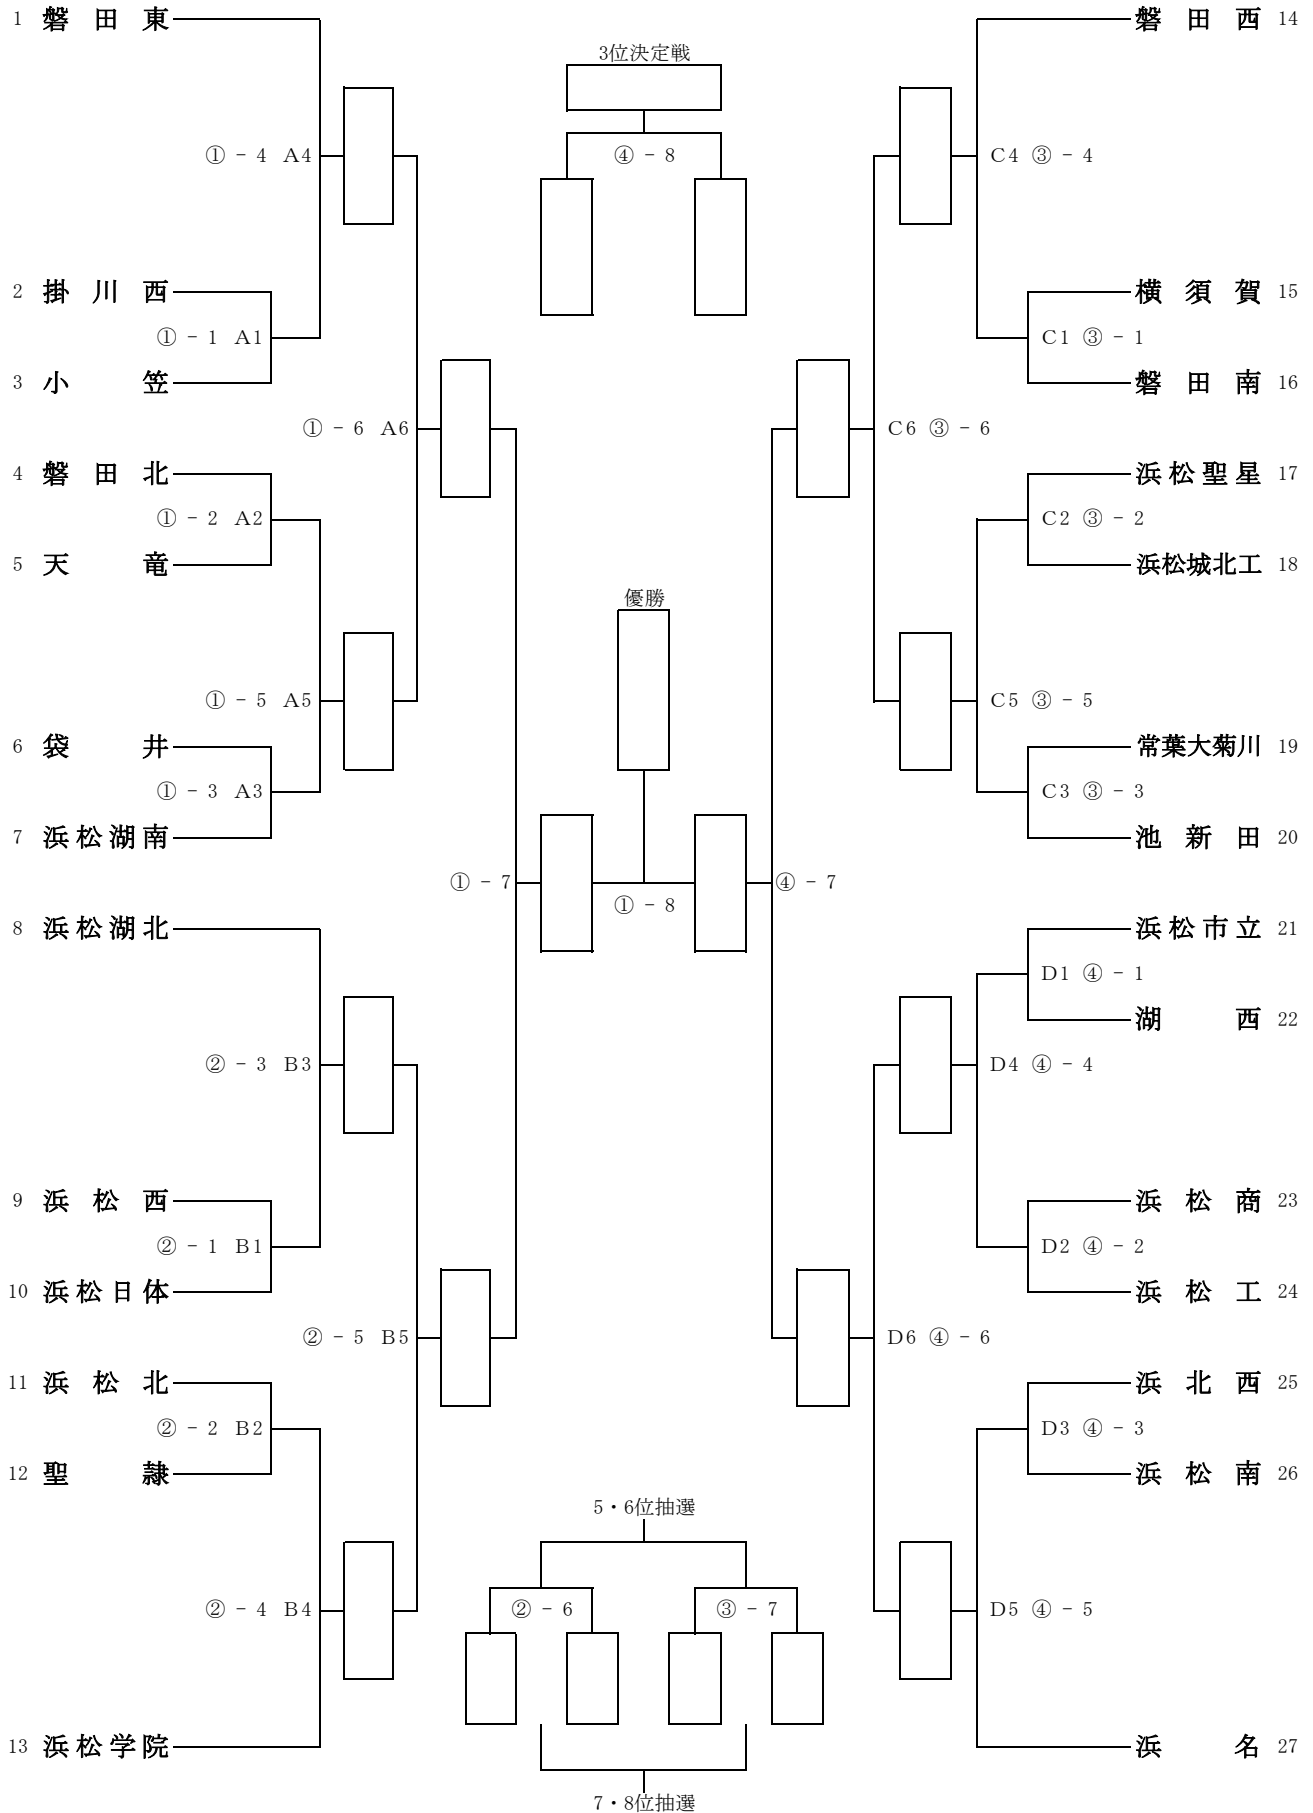 1 磐田東
磐田西 14
3位決定戦
①－4 A4
④－8
C4 ③－4
2 掛川西
横須賀 15
①－1 A1
C1 ③－1
3 小笠
磐田南 16
①－6 A6
C6 ③－6
4 磐田北
浜松聖星 17
①－2 A2
C2 ③－2
5 天竜
浜松城北工 18
優勝
①－5 A5
C5 ③－5
6 袋井
常葉大菊川 19
①－3 A3
C3 ③－3
7 浜松湖南
池新田 20
①－7
④－7
①－8
8 浜松湖北
浜松市立 21
D1 ④－1
湖西 22
②－3 B3
D4 ④－4
9 浜松西
浜松商 23
②－1 B1
D2 ④－2
10 浜松日体
浜松工 24
②－5 B5
D6 ④－6
11 浜松北
浜北西 25
②－2 B2
D3 ④－3
12 聖隷
浜松南 26
5・6位抽選
②－4 B4
②－6
③－7
D5 ④－5
13 浜松学院
浜名 27
7・8位抽選